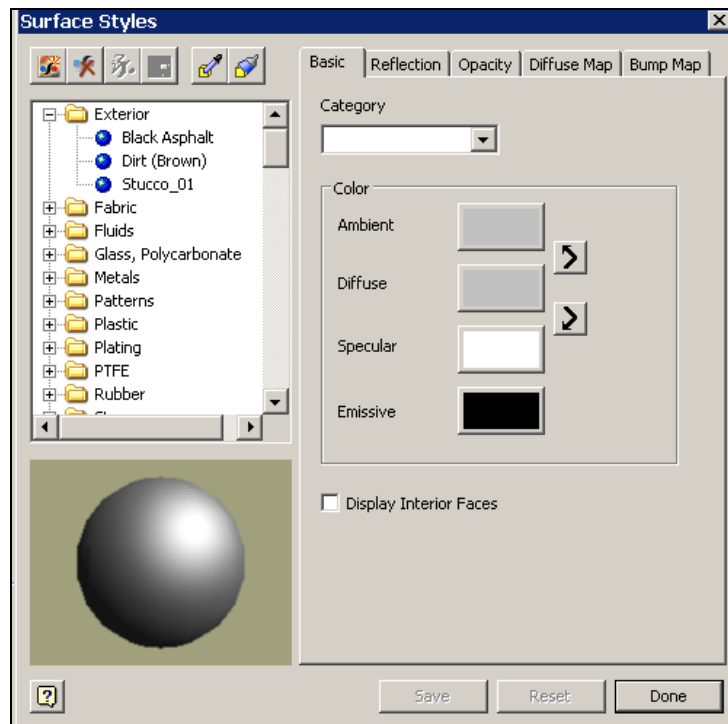 Surface Styles
Basic
Reflection
Opacity
Diffuse Map
Bump Map
Exterior
Black Asphalt
Dirt (Brown)
Stucco_01
Fabric
Fluids
Glass, Polycarbonate
Metals
Patterns
Plastic
Plating
PTFE
Rubber
Category
Color
Ambient
Diffuse
Specular
Emissive
Display Interior Faces
Save
Reset
Done